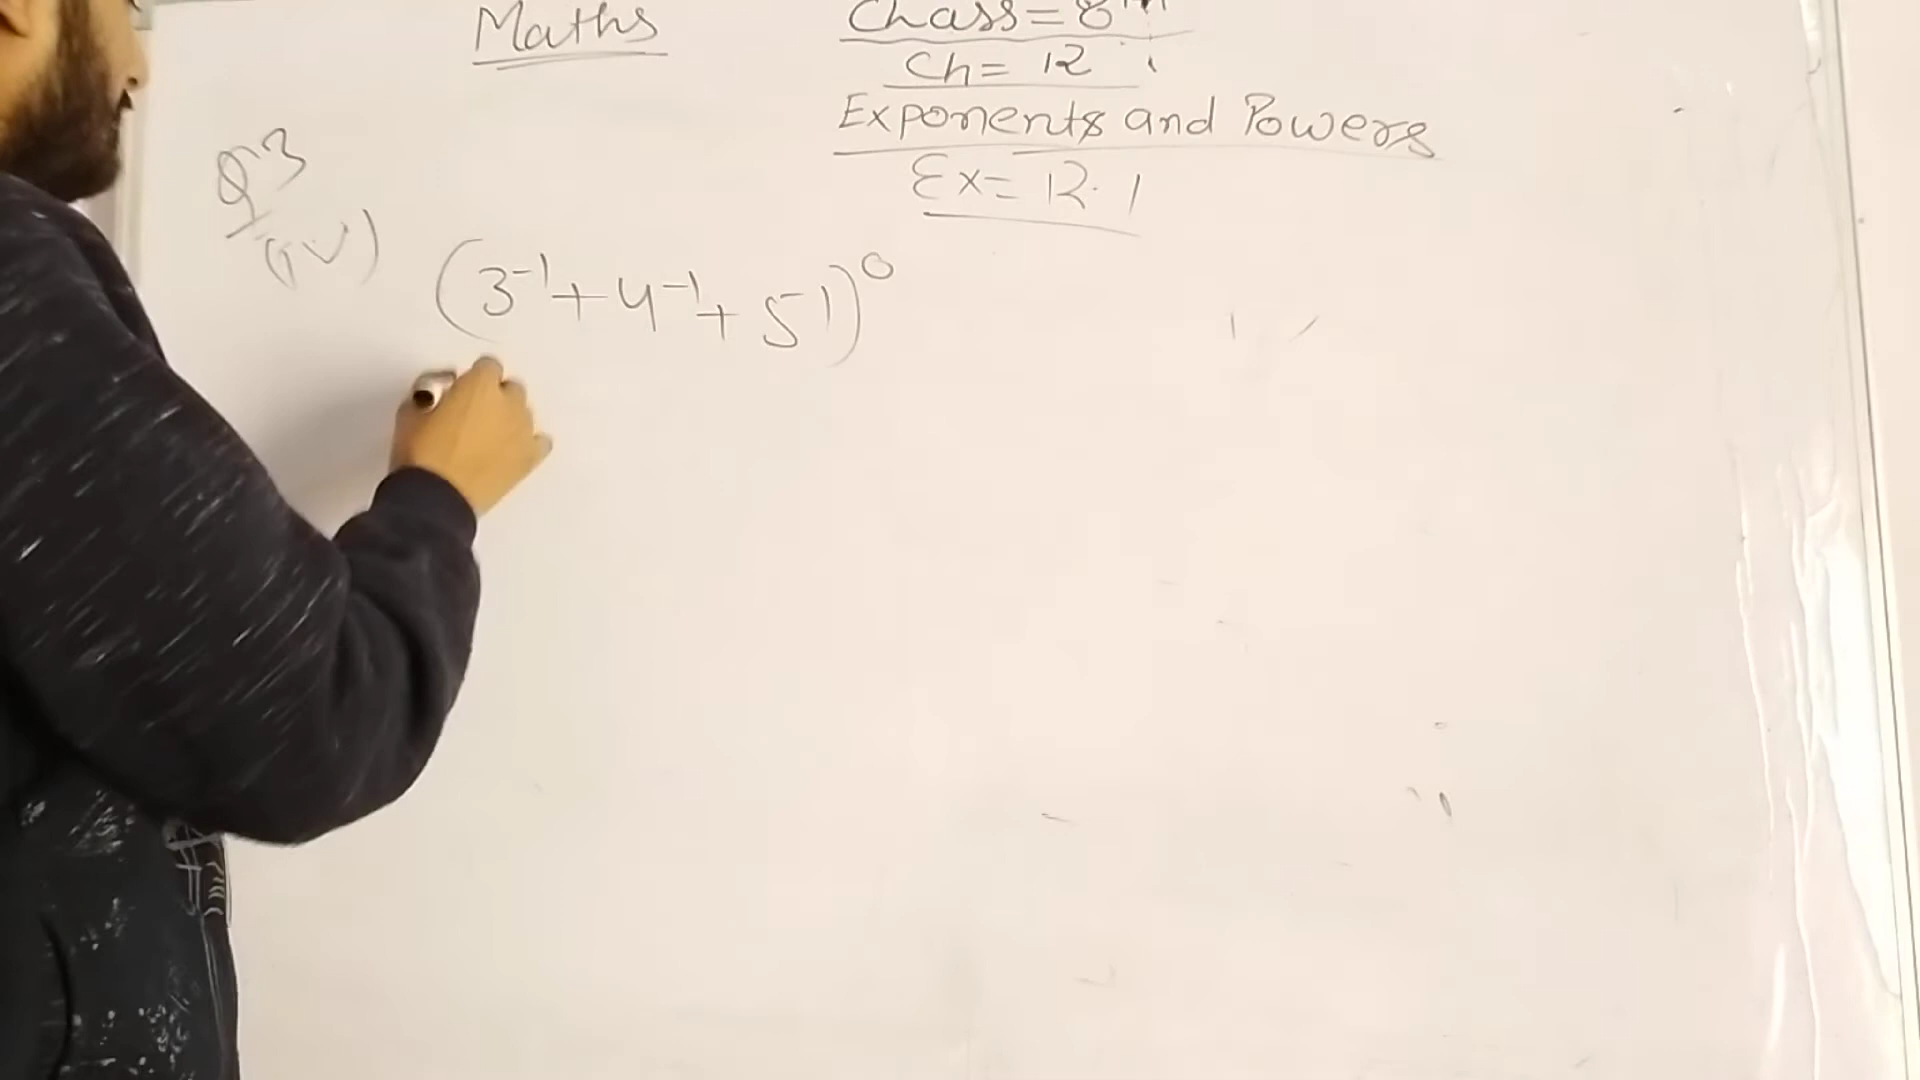 Maths
Class = 8th
Ch = 12
Exponents and Powers
Ex = 12.1
Q3
(iv) (3⁻¹ + 4⁻¹ + 5⁻¹)⁰